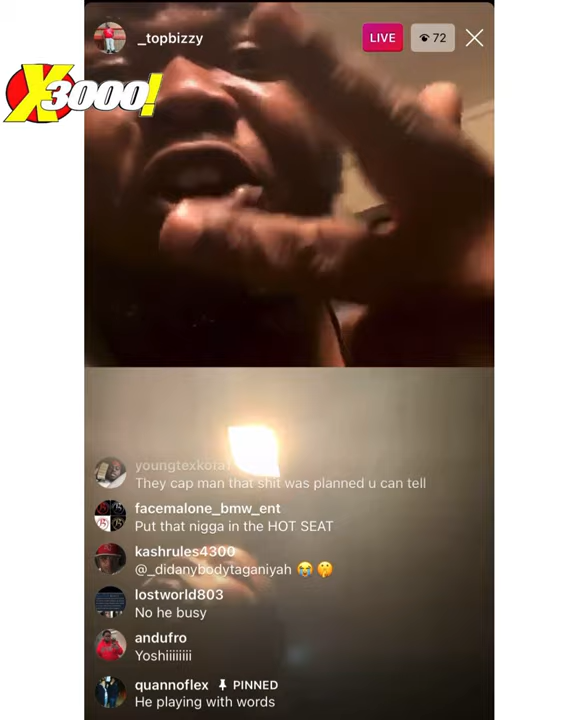 _topbizzy
LIVE
72
X3000!
They cap man that shit was planned u can tell
facemalone_bmw_ent
Put that nigga in the HOT SEAT
kashrules4300
@_didanybodytaganiyah 😭 🤫
lostworld803
No he busy
andufro
Yoshiiiiiiii
quannoflex PINNED
He playing with words